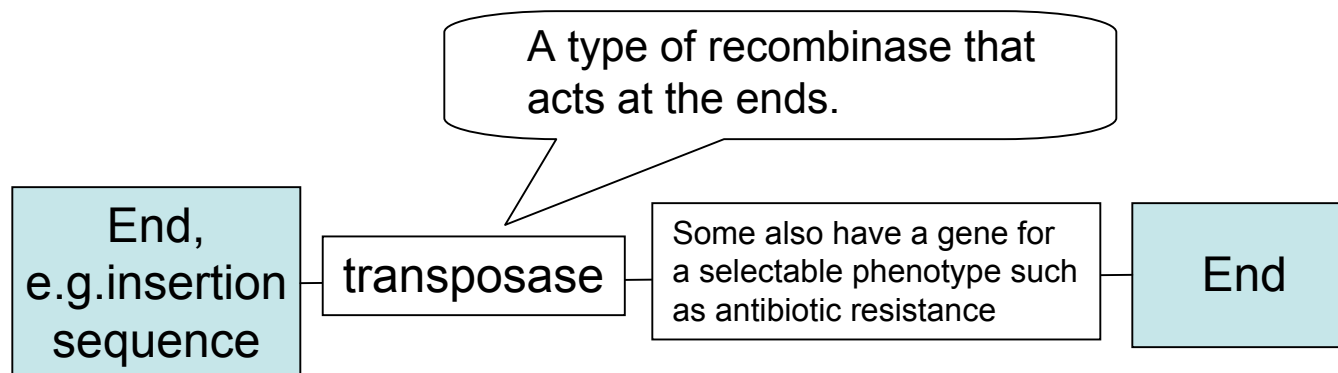 A type of recombinase that
acts at the ends.
End,
e.g.insertion
sequence
transposase
Some also have a gene for
a selectable phenotype such
as antibiotic resistance
End